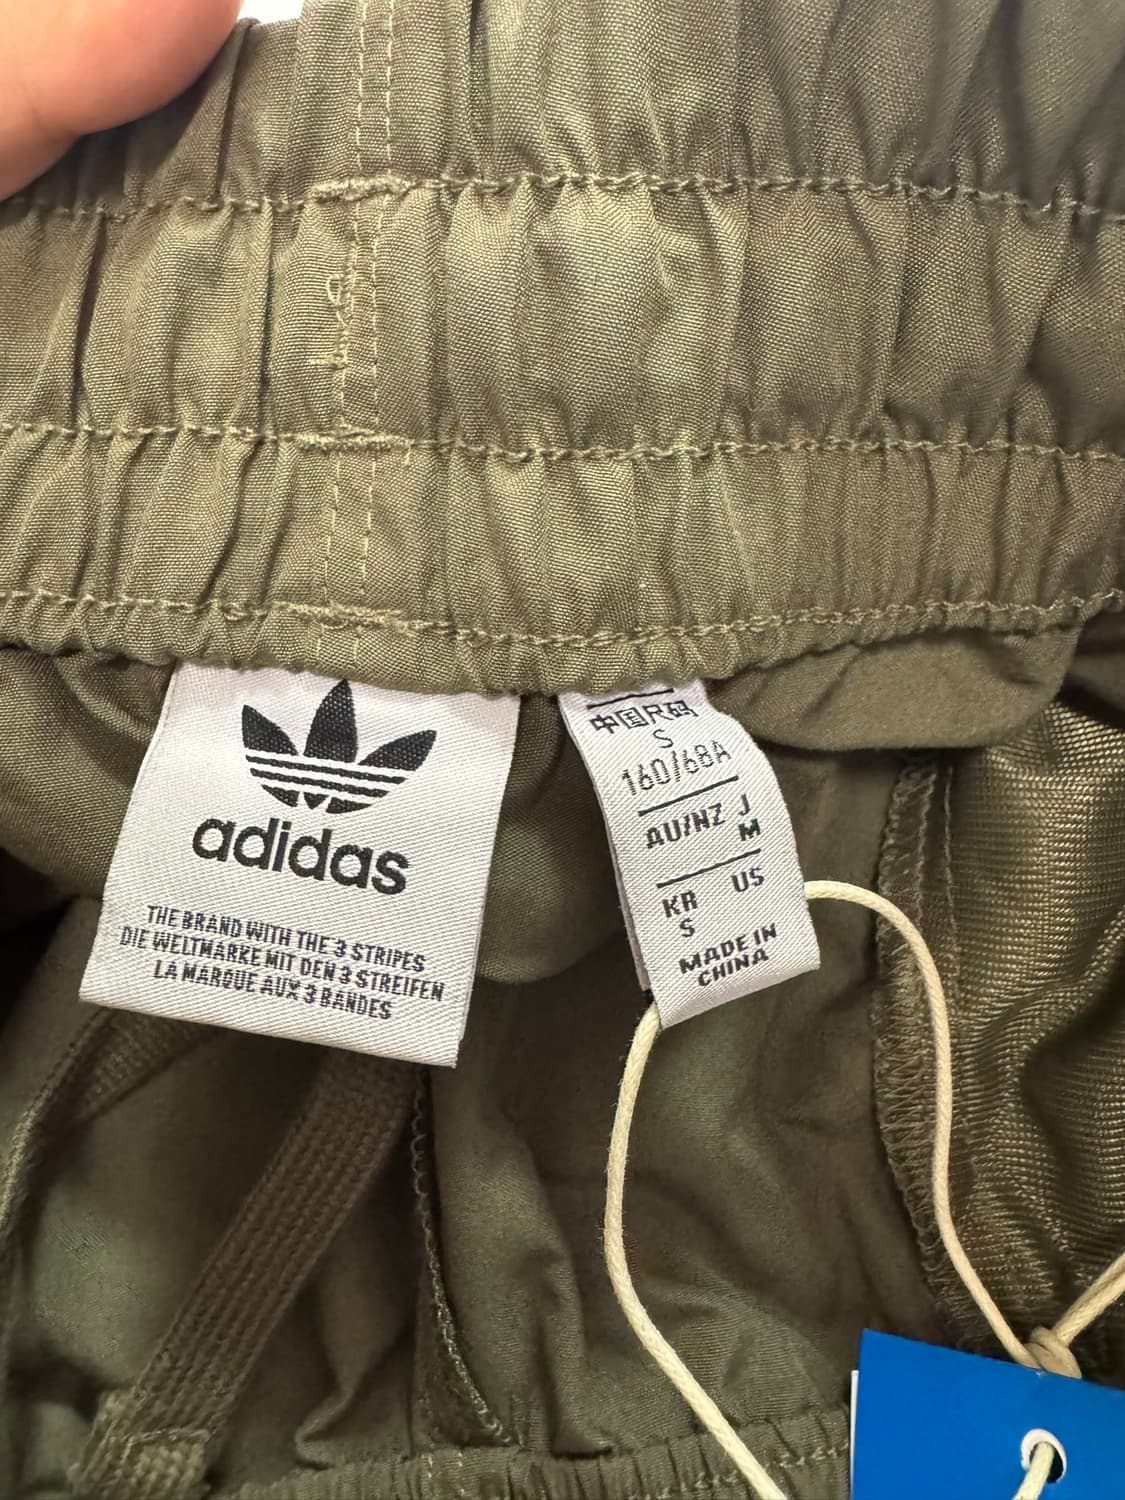 adidas
THE BRAND WITH THE 3 STRIPES
DIE WELTMARKE MIT DEN 3 STREIFEN
LA MARQUE AUX 3 BANDES
中国尺码
S
160/68A
AU/NZ J
M
KR US
S
MADE IN
CHINA